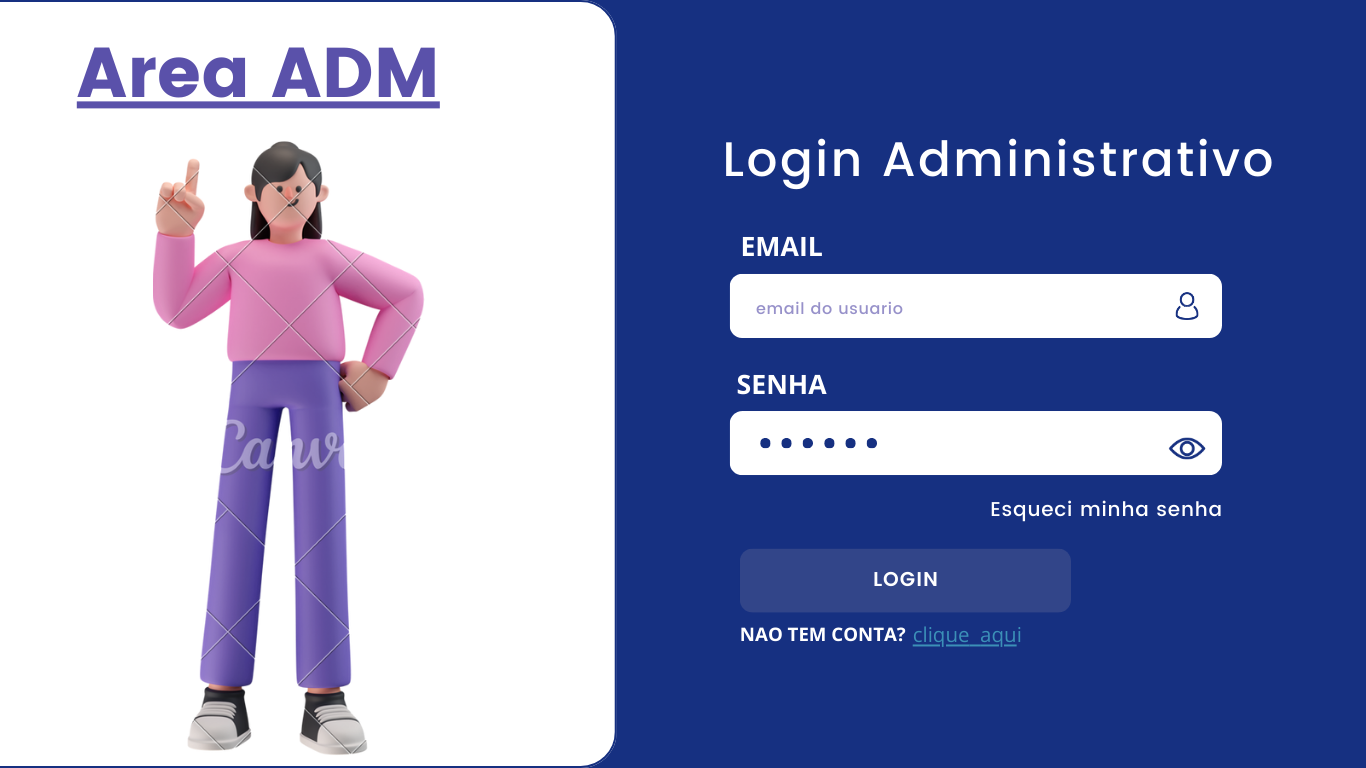 Area ADM
Login Administrativo
EMAIL
email do usuario
SENHA
Esqueci minha senha
LOGIN
NAO TEM CONTA? clique aqui
Canva